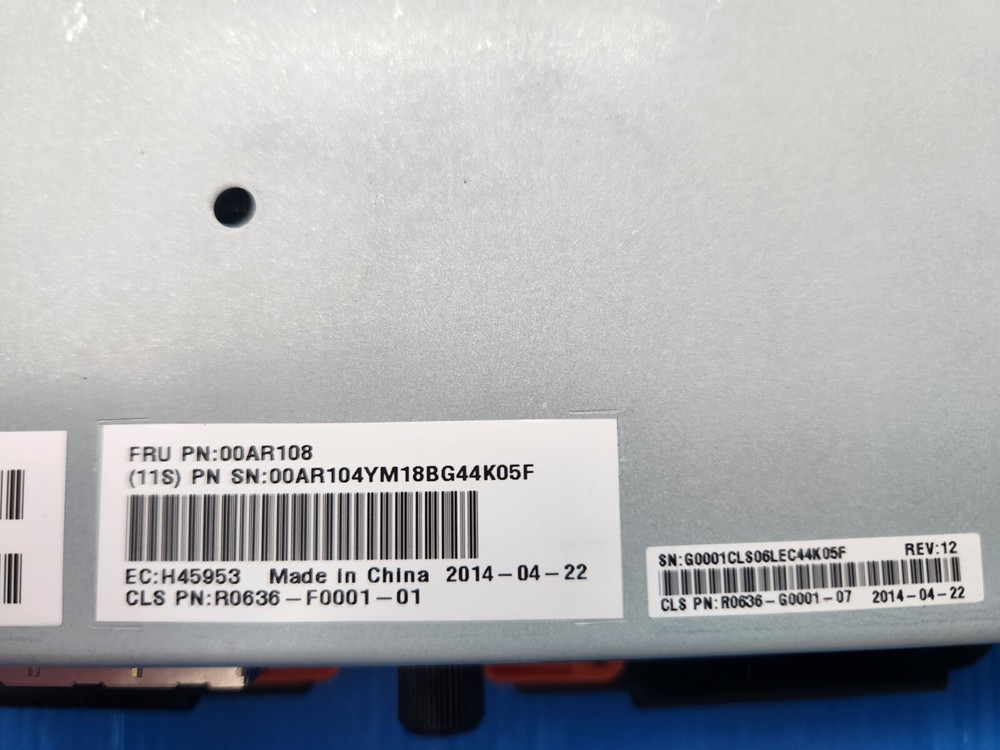 FRU PN:00AR108
(11S) PN SN:00AR104YM18BG44K05F
EC:H45953 Made in China 2014-04-22
CLS PN:R0636-F0001-01
SN:G0001CLS06LEC44K05F REV:12
CLS PN:R0636-G0001-07 2014-04-22